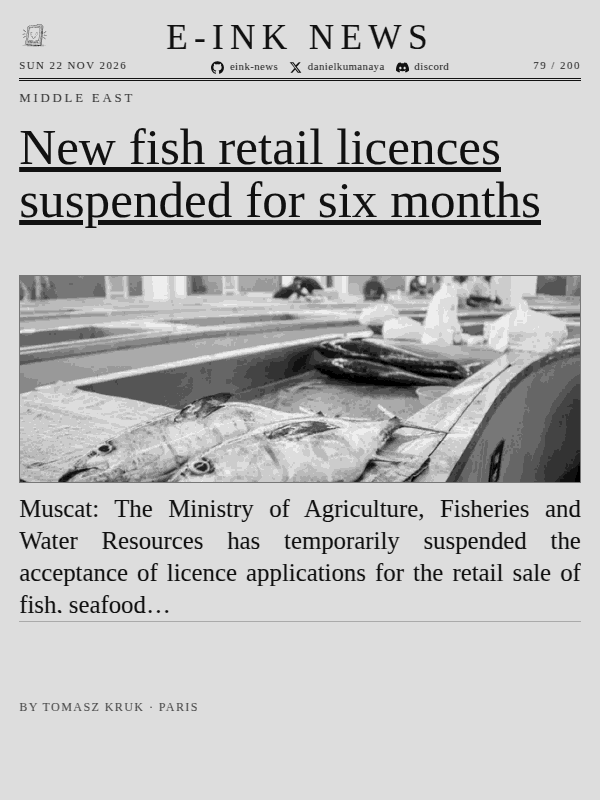 E-INK NEWS
SUN 22 NOV 2026
eink-news
danielkumanaya
discord
79 / 200
MIDDLE EAST
New fish retail licences
suspended for six months
Muscat: The Ministry of Agriculture, Fisheries and
Water Resources has temporarily suspended the
acceptance of licence applications for the retail sale of
fish, seafood…
BY TOMASZ KRUK · PARIS